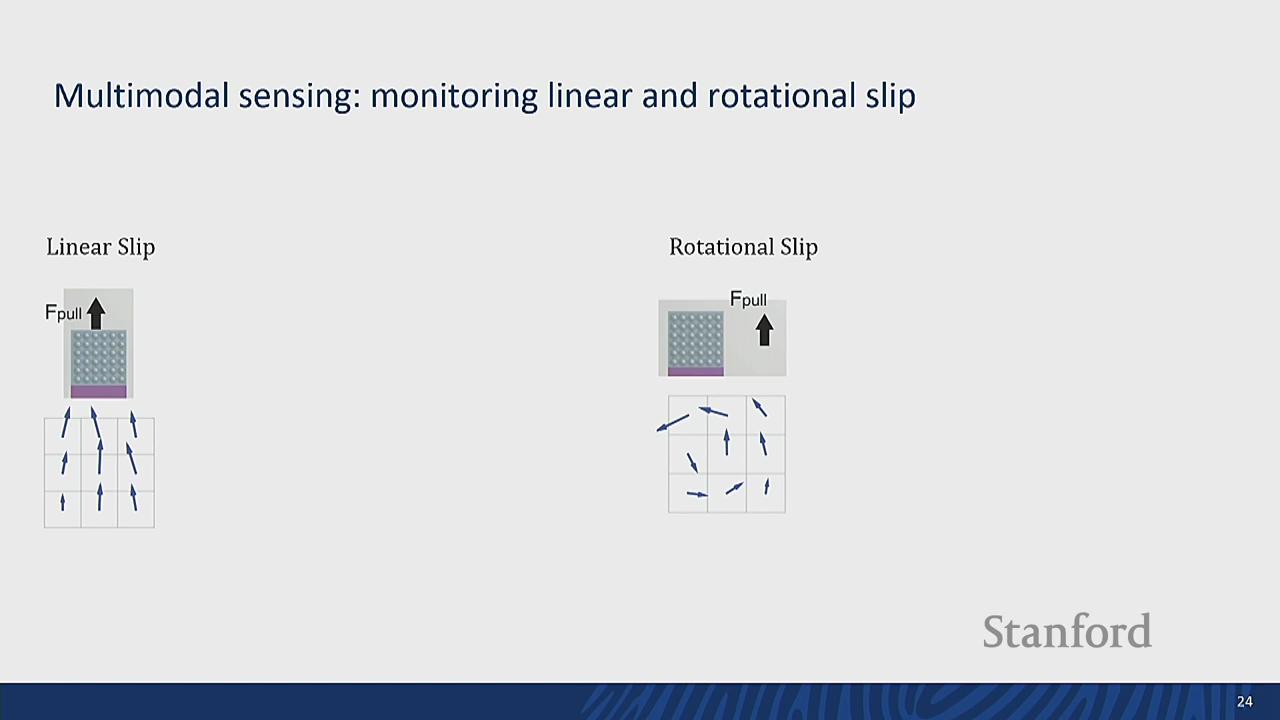 Multimodal sensing: monitoring linear and rotational slip
Linear Slip
Fpull
Rotational Slip
Fpull
Stanford
24